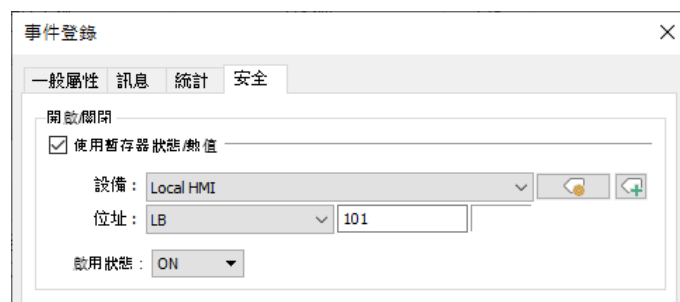 事件登錄
一般屬性 訊息 統計 安全
開啟/關閉
使用暫存器狀態/數值
設備： Local HMI
位址： LB 101
啟用狀態： ON